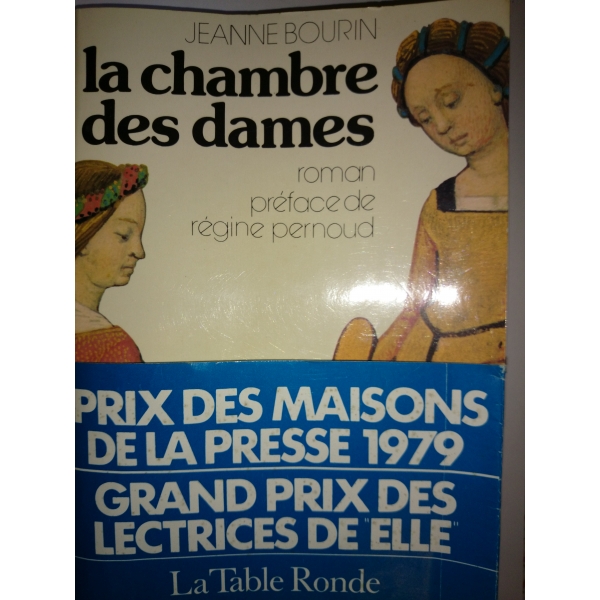 JEANNE BOURIN
la chambre
des dames
roman
préface de
régine pernoud
PRIX DES MAISONS
DE LA PRESSE 1979
GRAND PRIX DES
LECTRICES DE "ELLE"
La Table Ronde